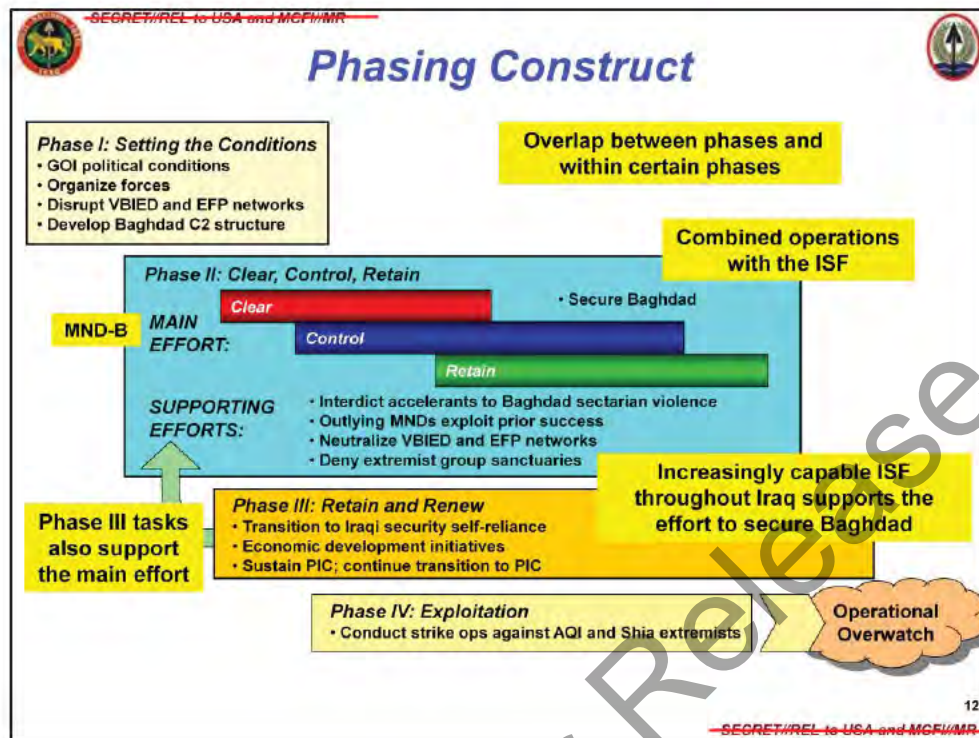 SECRET//REL to USA and MCFI//MR
Phasing Construct
Phase I: Setting the Conditions
• GOI political conditions
• Organize forces
• Disrupt VBIED and EFP networks
• Develop Baghdad C2 structure
Overlap between phases and
within certain phases
Combined operations
with the ISF
Phase II: Clear, Control, Retain
Clear
• Secure Baghdad
MND-B
MAIN
EFFORT:
Control
Retain
SUPPORTING
EFFORTS:
• Interdict accelerants to Baghdad sectarian violence
• Outlying MNDs exploit prior success
• Neutralize VBIED and EFP networks
• Deny extremist group sanctuaries
Increasingly capable ISF
throughout Iraq supports the
effort to secure Baghdad
Phase III tasks
also support
the main effort
Phase III: Retain and Renew
• Transition to Iraqi security self-reliance
• Economic development initiatives
• Sustain PIC; continue transition to PIC
Phase IV: Exploitation
• Conduct strike ops against AQI and Shia extremists
Operational
Overwatch
Release
12
SECRET//REL to USA and MCFI//MR